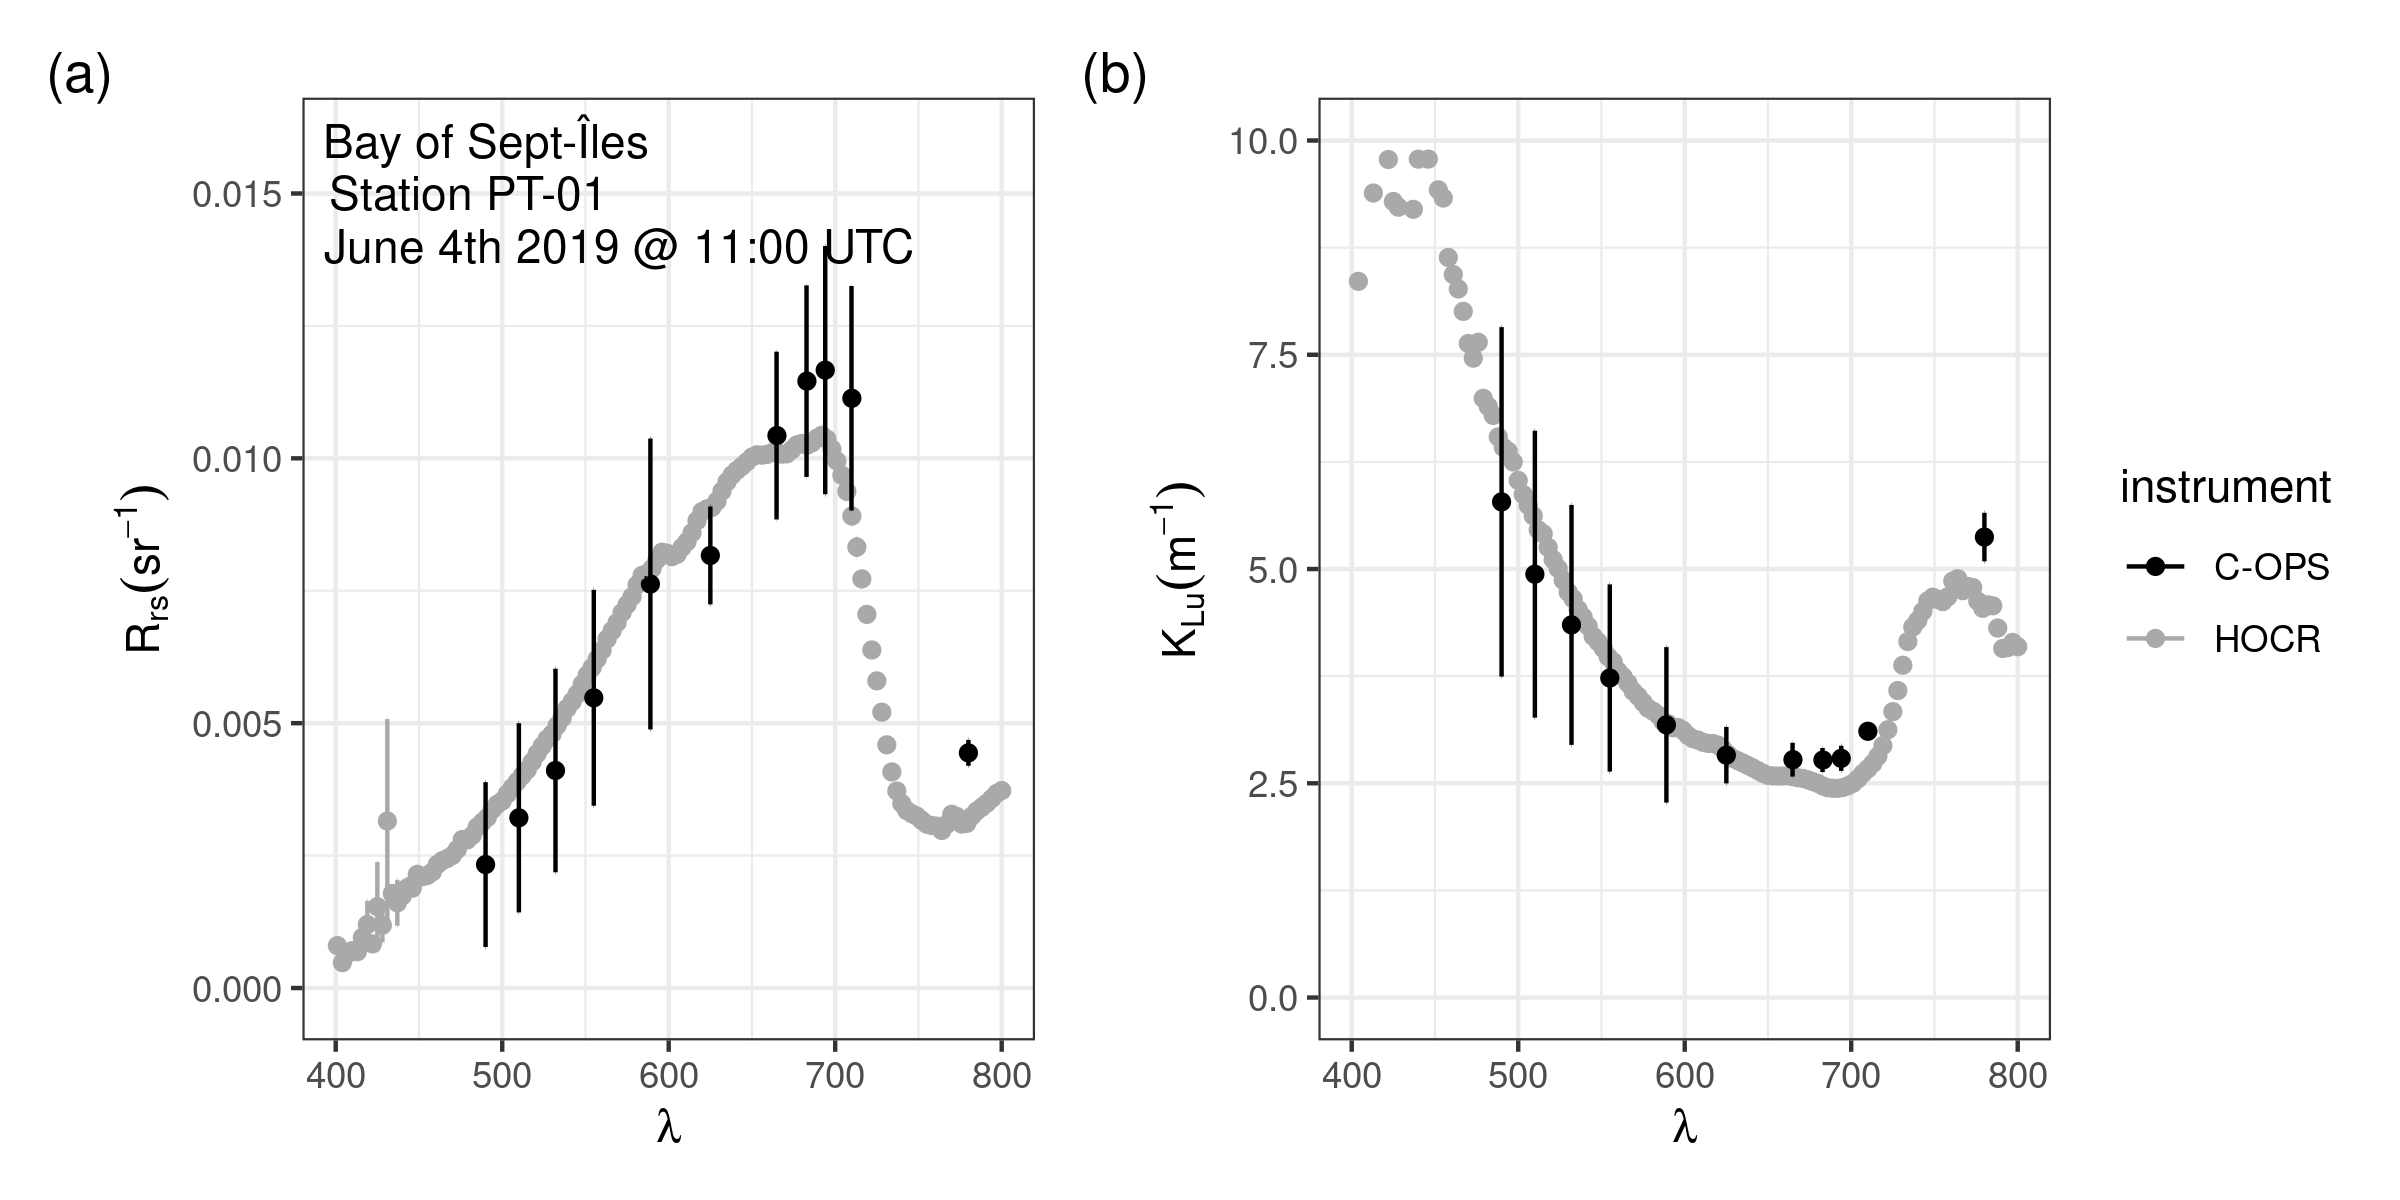 (a)
Bay of Sept-Îles
Station PT-01
June 4th 2019 @ 11:00 UTC
0.015
0.010
0.005
0.000
Rrs(sr−1)
400 500 600 700 800
λ
(b)
10.0
7.5
5.0
2.5
0.0
KLu(m−1)
400 500 600 700 800
λ
instrument
C-OPS
HOCR